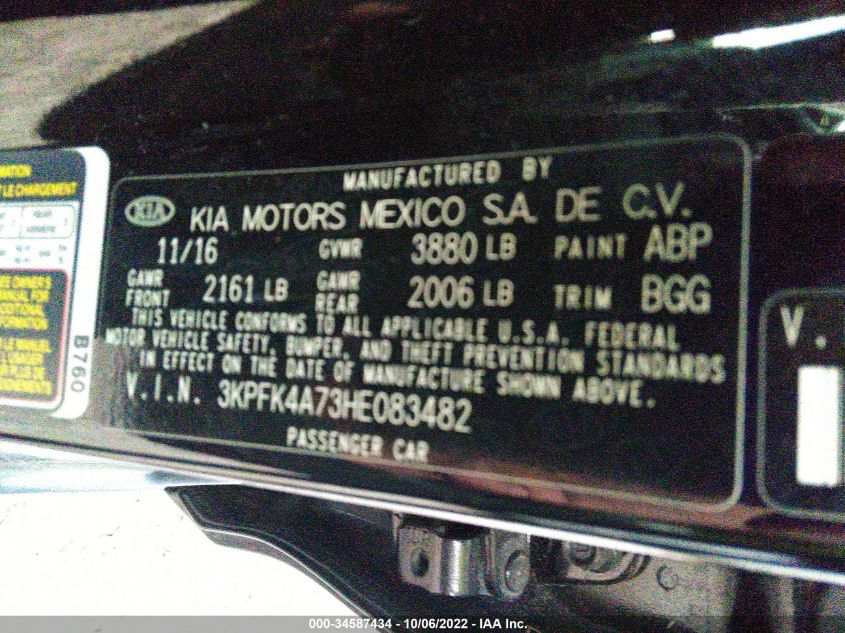 MANUFACTURED BY
KIA KIA MOTORS MEXICO S.A. DE C.V.
11/16 GVWR 3880 LB PAINT ABP
GAWR FRONT 2161 LB GAWR REAR 2006 LB TRIM BGG
THIS VEHICLE CONFORMS TO ALL APPLICABLE U.S.A. FEDERAL
MOTOR VEHICLE SAFETY, BUMPER, AND THEFT PREVENTION STANDARDS
IN EFFECT ON THE DATE OF MANUFACTURE SHOWN ABOVE.
V.I.N. 3KPFK4A73HE083482
PASSENGER CAR
LE CHARGEMENT
B760
V.
000-34587434 - 10/06/2022 - IAA Inc.